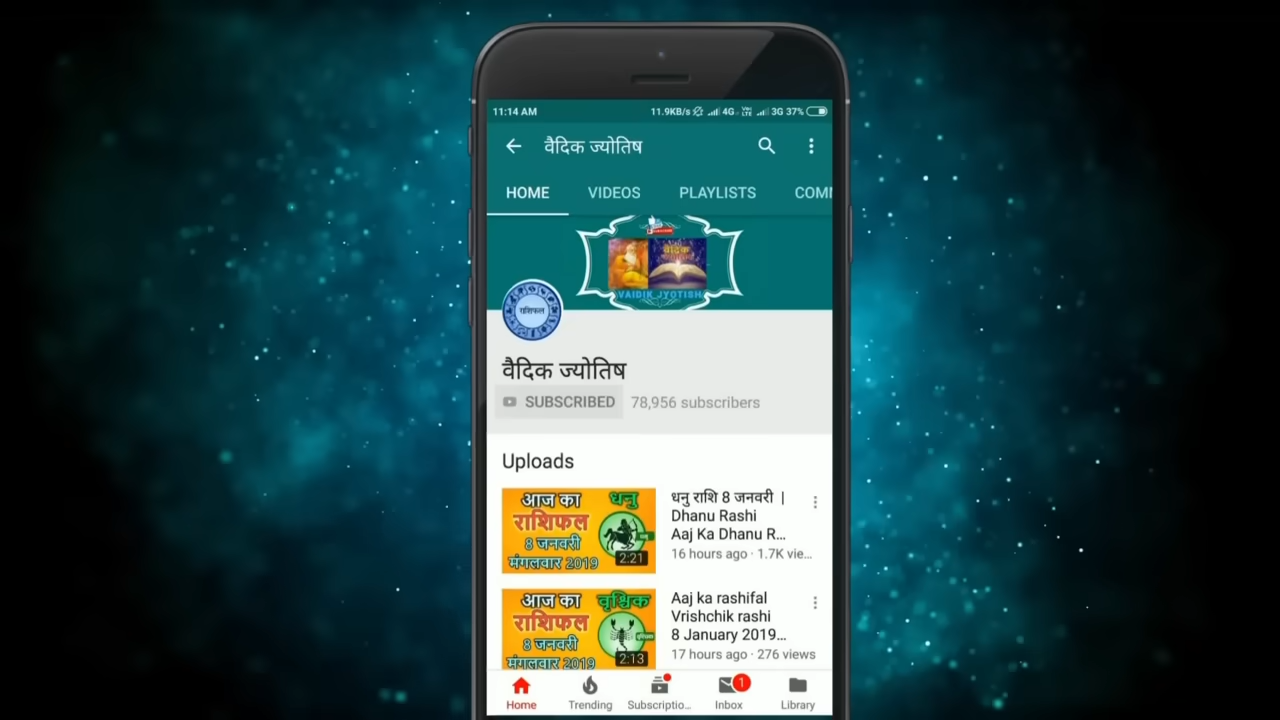 11:14 AM 11.9KB/s 4G VoLTE 3G 37%
वैदिक ज्योतिष
HOME VIDEOS PLAYLISTS COMM
वैदिक
VAIDIK JYOTISH
राशिफल
वैदिक ज्योतिष
SUBSCRIBED 78,956 subscribers
Uploads
आज का धनु
राशिफल
8 जनवरी
मंगलवार 2019
2:21
धनु राशि 8 जनवरी |
Dhanu Rashi
Aaj Ka Dhanu R...
16 hours ago · 1.7K vie...
आज का वृश्चिक
राशिफल
8 जनवरी
मंगलवार 2019
2:13
Aaj ka rashifal
Vrishchik rashi
8 January 2019...
17 hours ago · 276 views
1
Home Trending Subscriptio... Inbox Library